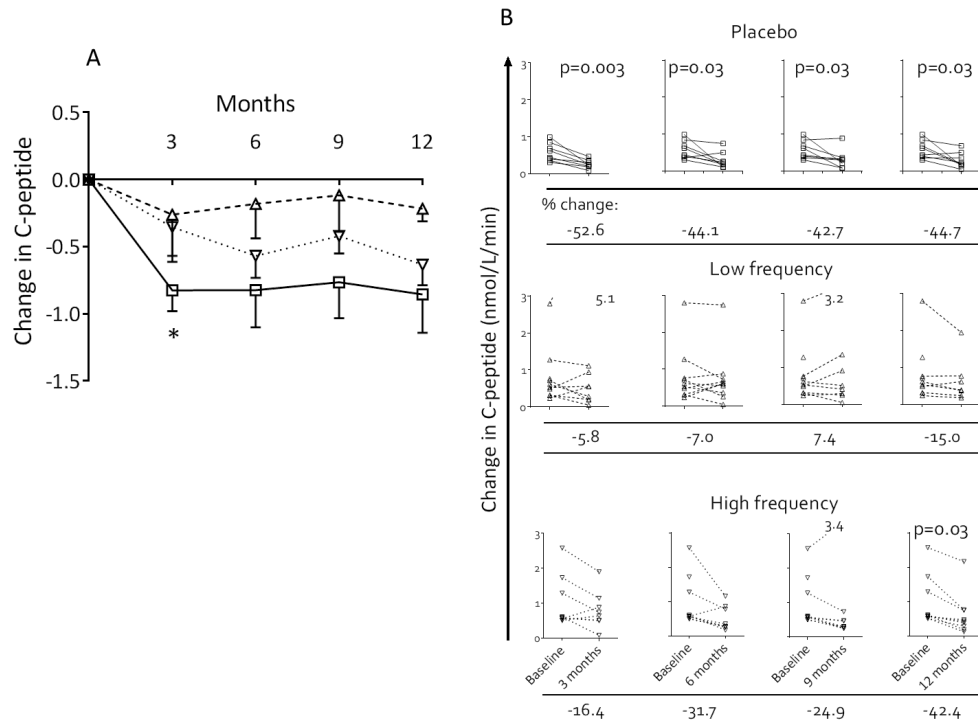 A
Months
3 6 9 12
0.5
0.0
-0.5
-1.0
-1.5
*
Change in C-peptide
B
Change in C-peptide (nmol/L/min)
Placebo
p=0.003 p=0.03 p=0.03 p=0.03
3
2
1
0
% change:
-52.6 -44.1 -42.7 -44.7
Low frequency
5.1 3.2
3
2
1
0
-5.8 -7.0 7.4 -15.0
High frequency
3.4
p=0.03
3
2
1
0
Baseline 3 months Baseline 6 months Baseline 9 months Baseline 12 months
-16.4 -31.7 -24.9 -42.4